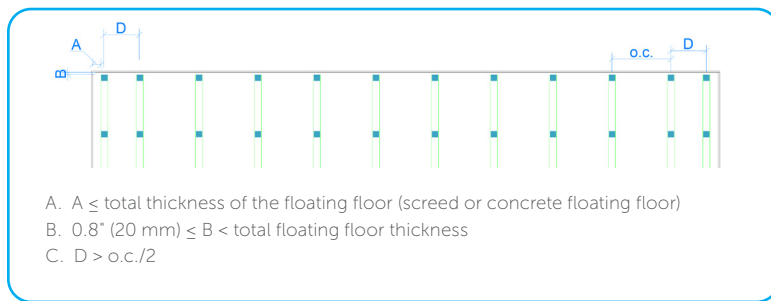 D
A
o.c.
D
B
A. A ≤ total thickness of the floating floor (screed or concrete floating floor)
B. 0.8" (20 mm) ≤ B < total floating floor thickness
C. D > o.c./2